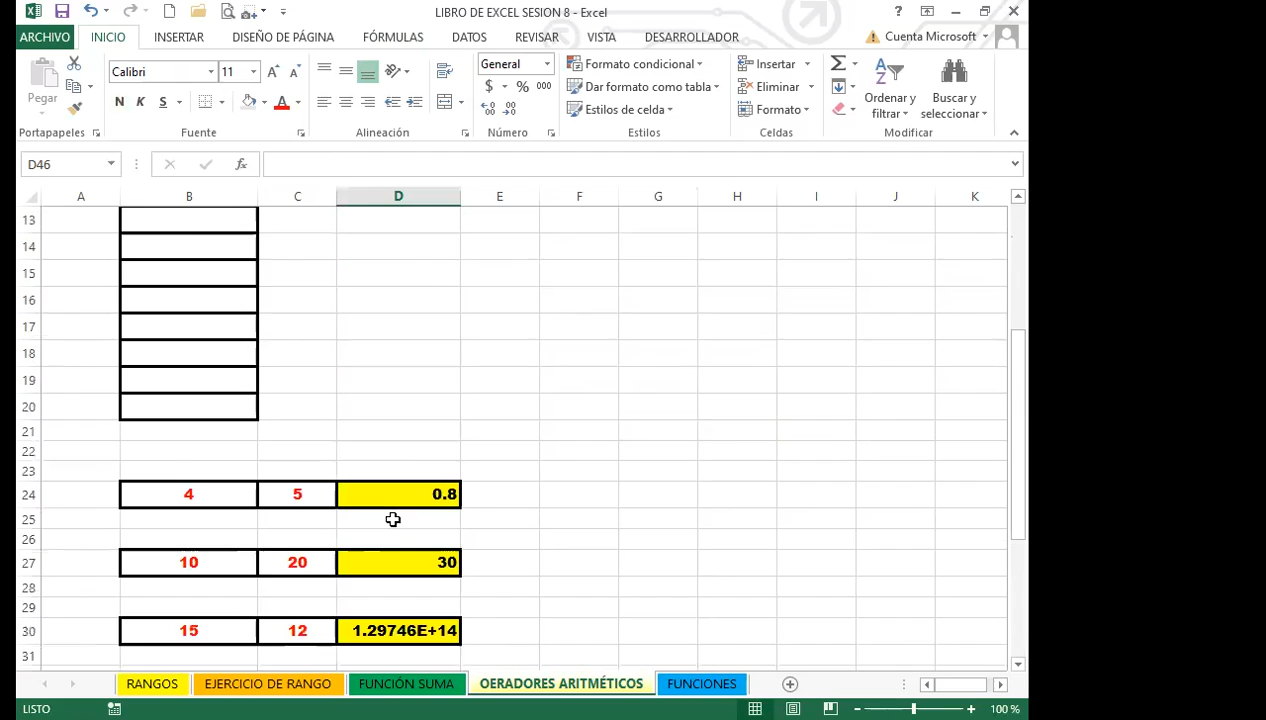 LIBRO DE EXCEL SESION 8 - Excel
?
ARCHIVO INICIO INSERTAR DISEÑO DE PÁGINA FÓRMULAS DATOS REVISAR VISTA DESARROLLADOR Cuenta Microsoft
Pegar
Calibri 11
N K S
General
$ % 000
Formato condicional
Dar formato como tabla
Estilos de celda
Insertar
Eliminar
Formato
Ordenar y filtrar
Buscar y seleccionar
Portapapeles Fuente Alineación Número Estilos Celdas Modificar
D46 fx
A B C D E F G H I J K
13
14
15
16
17
18
19
20
21
22
23
24 4 5 0.8
25
26
27 10 20 30
28
29
30 15 12 1.29746E+14
31
RANGOS EJERCICIO DE RANGO FUNCIÓN SUMA OERADORES ARITMÉTICOS FUNCIONES
LISTO 100 %